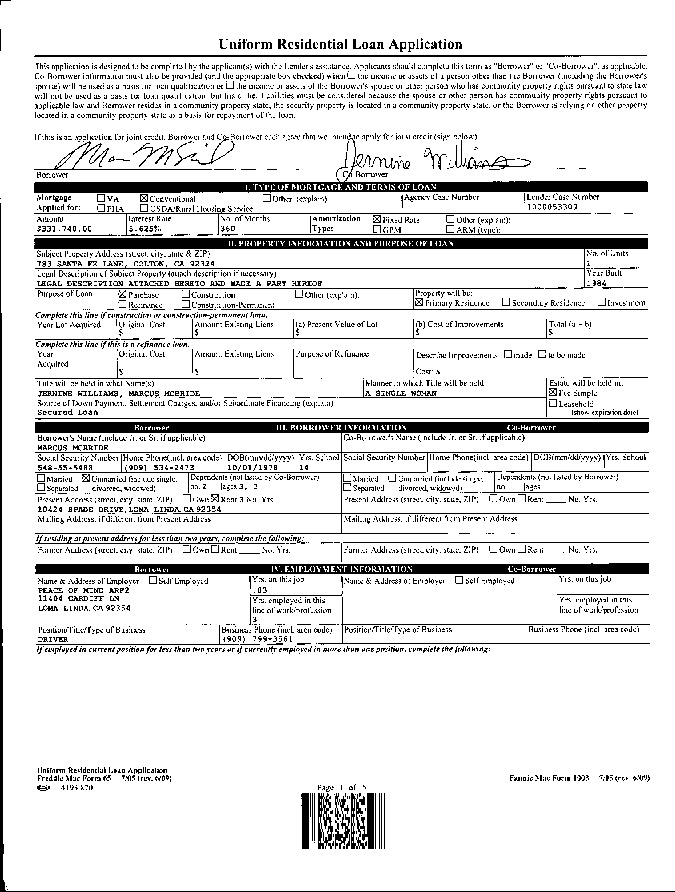 Uniform Residential Loan Application
This application is designed to be completed by the applicant(s) with the Lender's assistance. Applicants should complete this form as "Borrower" or "Co-Borrower", as applicable.
Co-Borrower information must also be provided (and the appropriate box checked) when ☐ the income or assets of a person other than the Borrower (including the Borrower's
spouse) will be used as a basis for loan qualification or ☐ the income or assets of the Borrower's spouse or other person who has community property rights pursuant to state law
will not be used as a basis for loan qualification, but his or her liabilities must be considered because the spouse or other person has community property rights pursuant to
applicable law and Borrower resides in a community property state, the security property is located in a community property state, or the Borrower is relying on other property
located in a community property state as a basis for repayment of the loan.
If this is an application for joint credit, Borrower and Co-Borrower each agree that we intend to apply for joint credit (sign below):
Jernine Williams
Borrower Co-Borrower
I. TYPE OF MORTGAGE AND TERMS OF LOAN
Mortgage ☐ VA ☒ Conventional ☐ Other (explain): Agency Case Number Lender Case Number
Applied for: ☐ FHA ☐ USDA/Rural Housing Service
Amount Interest Rate No. of Months Amortization ☒ Fixed Rate ☐ Other (explain):
360 Type: ☐ GPM ☐ ARM (type):
II. PROPERTY INFORMATION AND PURPOSE OF LOAN
Subject Property Address (street, city, state & ZIP) No. of Units
783 SANTA FE LANE, COLTON, CA 92324
Legal Description of Subject Property (attach description if necessary) Year Built
LEGAL DESCRIPTION ATTACHED HERETO AND MADE A PART HEREOF 1984
Purpose of Loan ☒ Purchase ☐ Construction ☐ Other (explain): Property will be:
☐ Refinance ☐ Construction-Permanent ☒ Primary Residence ☐ Secondary Residence ☐ Investment
Complete this line if construction or construction-permanent loan.
Year Lot Acquired Original Cost Amount Existing Liens (a) Present Value of Lot (b) Cost of Improvements Total (a + b)
$ $ $ $ $
Complete this line if this is a refinance loan.
Year Original Cost Amount Existing Liens Purpose of Refinance Describe Improvements ☐ made ☐ to be made
Acquired
$ $ Cost: $
Title will be held in what Name(s) Manner in which Title will be held Estate will be held in:
JERNINE WILLIAMS, MARCUS MCBRIDE A SINGLE WOMAN ☒ Fee Simple
Source of Down Payment, Settlement Charges, and/or Subordinate Financing (explain) ☐ Leasehold
Secured Loan (show expiration date)
Borrower III. BORROWER INFORMATION Co-Borrower
Borrower's Name (include Jr. or Sr. if applicable) Co-Borrower's Name (include Jr. or Sr. if applicable)
MARCUS MCBRIDE
Social Security Number Home Phone (incl. area code) DOB (mm/dd/yyyy) Yrs. School Social Security Number Home Phone (incl. area code) DOB (mm/dd/yyyy) Yrs. School
548-55-5488 (909) 534-2473 10/01/1978 14
☐ Married ☒ Unmarried (include single, Dependents (not listed by Co-Borrower) ☐ Married ☐ Unmarried (include single, Dependents (not listed by Borrower)
☐ Separated divorced, widowed) no. 2 ages ☐ Separated divorced, widowed) no. ages
Present Address (street, city, state, ZIP) ☐ Own ☒ Rent 3 No. Yrs. Present Address (street, city, state, ZIP) ☐ Own ☐ Rent ____ No. Yrs.
10424 SPADE DRIVE, LOMA LINDA, CA 92354
Mailing Address, if different from Present Address Mailing Address, if different from Present Address
If residing at present address for less than two years, complete the following:
Former Address (street, city, state, ZIP) ☐ Own ☐ Rent ____ No. Yrs. Former Address (street, city, state, ZIP) ☐ Own ☐ Rent No. Yrs.
Borrower IV. EMPLOYMENT INFORMATION Co-Borrower
Name & Address of Employer ☐ Self Employed Yrs. on this job Name & Address of Employer ☐ Self Employed Yrs. on this job
PEACE OF MIND .03
11404 CARDIFF LN Yrs. employed in this Yrs. employed in this
LOMA LINDA, CA 92354 line of work/profession line of work/profession
3
Position/Title/Type of Business Business Phone (incl. area code) Position/Title/Type of Business Business Phone (incl. area code)
DRIVER (909) 799-3561
If employed in current position for less than two years or if currently employed in more than one position, complete the following:
Uniform Residential Loan Application
Freddie Mac Form 65 7/05 (rev. 6/09) Fannie Mae Form 1003 7/05 (rev. 6/09)
Page 1 of 5